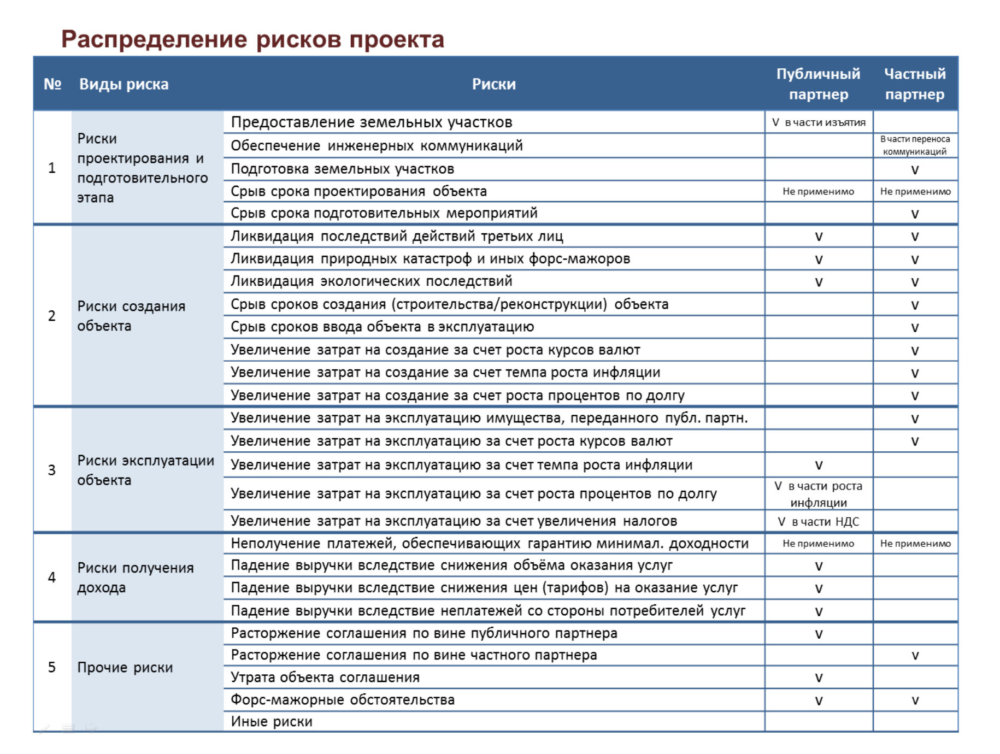 Распределение рисков проекта
№ Виды риска Риски Публичный партнер Частный партнер
1 Риски проектирования и подготовительного этапа
Предоставление земельных участков V в части изъятия
Обеспечение инженерных коммуникаций В части переноса коммуникаций
Подготовка земельных участков V
Срыв срока проектирования объекта Не применимо Не применимо
Срыв срока подготовительных мероприятий V
2 Риски создания объекта
Ликвидация последствий действий третьих лиц V V
Ликвидация природных катастроф и иных форс-мажоров V V
Ликвидация экологических последствий V V
Срыв сроков создания (строительства/реконструкции) объекта V
Срыв сроков ввода объекта в эксплуатацию V
Увеличение затрат на создание за счет роста курсов валют V
Увеличение затрат на создание за счет темпа роста инфляции V
Увеличение затрат на создание за счет роста процентов по долгу V
3 Риски эксплуатации объекта
Увеличение затрат на эксплуатацию имущества, переданного публ. партн. V
Увеличение затрат на эксплуатацию за счет роста курсов валют V
Увеличение затрат на эксплуатацию за счет темпа роста инфляции V
Увеличение затрат на эксплуатацию за счет роста процентов по долгу V в части роста инфляции
Увеличение затрат на эксплуатацию за счет увеличения налогов V в части НДС
4 Риски получения дохода
Неполучение платежей, обеспечивающих гарантию минимал. доходности Не применимо Не применимо
Падение выручки вследствие снижения объёма оказания услуг V
Падение выручки вследствие снижения цен (тарифов) на оказание услуг V
Падение выручки вследствие неплатежей со стороны потребителей услуг V
5 Прочие риски
Расторжение соглашения по вине публичного партнера V
Расторжение соглашения по вине частного партнера V
Утрата объекта соглашения V
Форс-мажорные обстоятельства V V
Иные риски